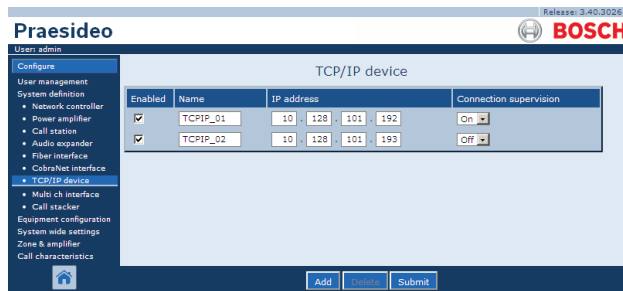 Release: 3.40.3026
Praesideo
BOSCH
User: admin
Configure
User management
System definition
• Network controller
• Power amplifier
• Call station
• Audio expander
• Fiber interface
• CobraNet interface
• TCP/IP device
• Multi ch interface
• Call stacker
Equipment configuration
System wide settings
Zone & amplifier
Call characteristics
TCP/IP device
Enabled Name IP address Connection supervision
TCPIP_01 10 . 128 . 101 . 192 On
TCPIP_02 10 . 128 . 101 . 193 Off
Add Delete Submit